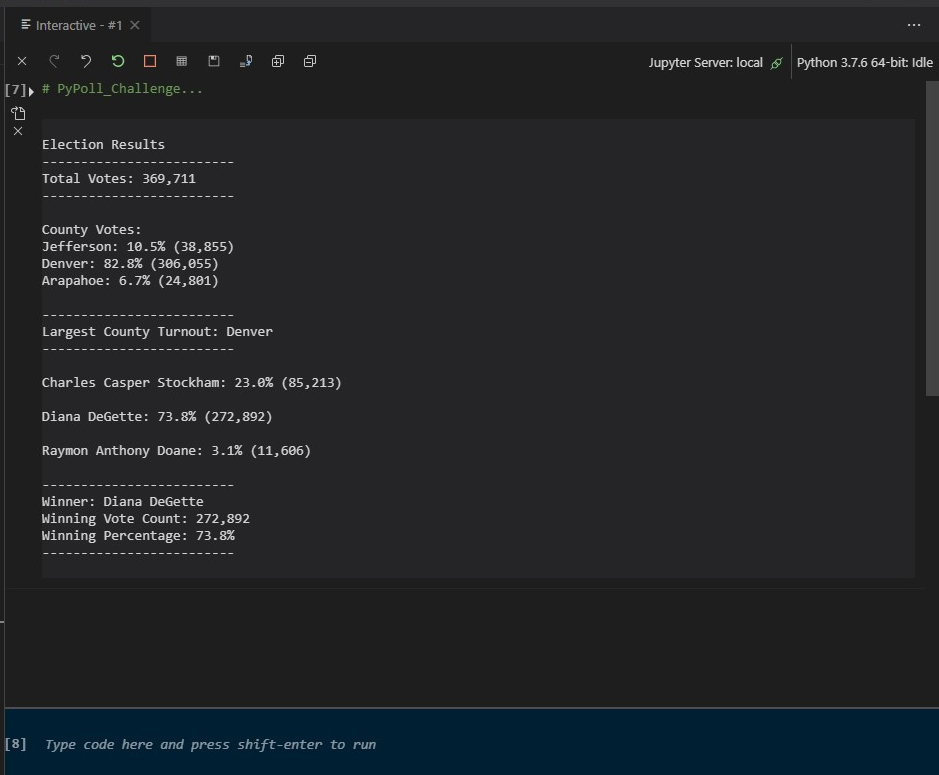 Interactive - #1
Jupyter Server: local
Python 3.7.6 64-bit: Idle
[7] # PyPoll_Challenge...
Election Results
-------------------------
Total Votes: 369,711
-------------------------
County Votes:
Jefferson: 10.5% (38,855)
Denver: 82.8% (306,055)
Arapahoe: 6.7% (24,801)
-------------------------
Largest County Turnout: Denver
-------------------------
Charles Casper Stockham: 23.0% (85,213)
Diana DeGette: 73.8% (272,892)
Raymon Anthony Doane: 3.1% (11,606)
-------------------------
Winner: Diana DeGette
Winning Vote Count: 272,892
Winning Percentage: 73.8%
-------------------------
[8] Type code here and press shift-enter to run